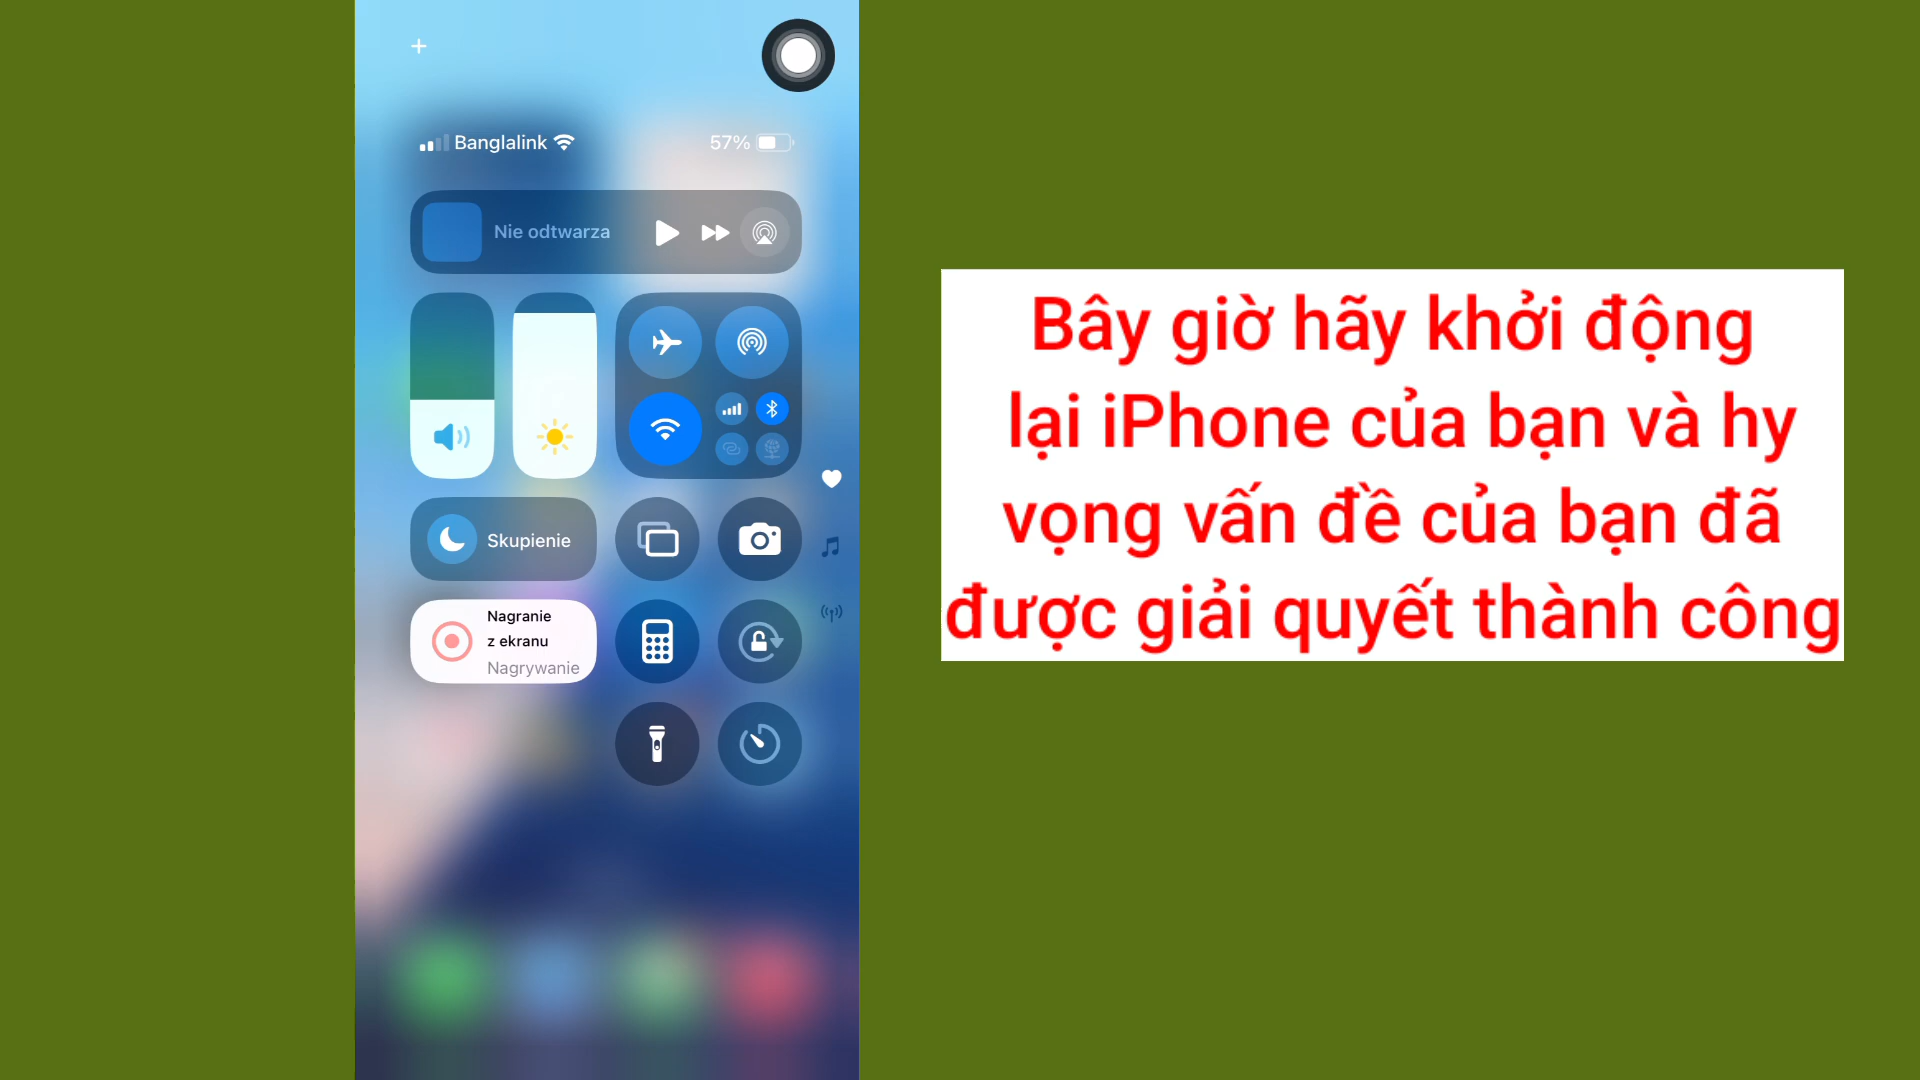 Banglalink
57%
Nie odtwarza
Skupienie
Nagranie
z ekranu
Nagrywanie
Bây giờ hãy khởi động
lại iPhone của bạn và hy
vọng vấn đề của bạn đã
được giải quyết thành công